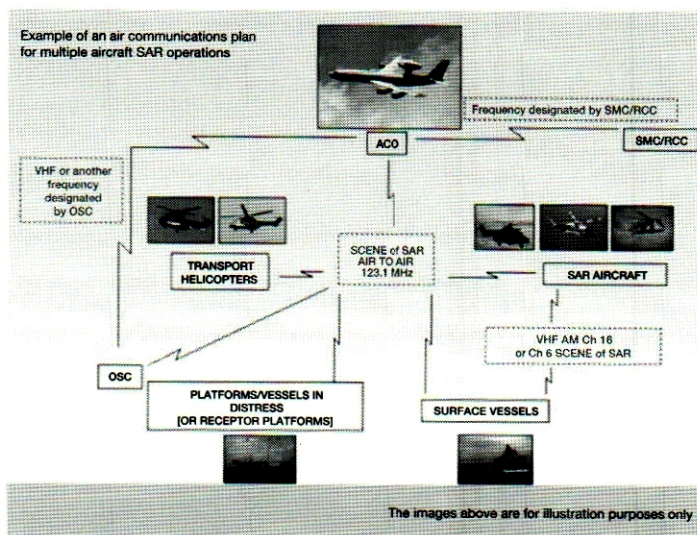 Example of an air communications plan
for multiple aircraft SAR operations
Frequency designated by SMC/RCC
ACO
SMC/RCC
VHF or another
frequency
designated
by OSC
SCENE of SAR
AIR TO AIR
123.1 MHz
TRANSPORT
HELICOPTERS
SAR AIRCRAFT
VHF AM Ch 16
or Ch 6 SCENE of SAR
OSC
PLATFORMS/VESSELS IN
DISTRESS
[OR RECEPTOR PLATFORMS]
SURFACE VESSELS
The images above are for illustration purposes only